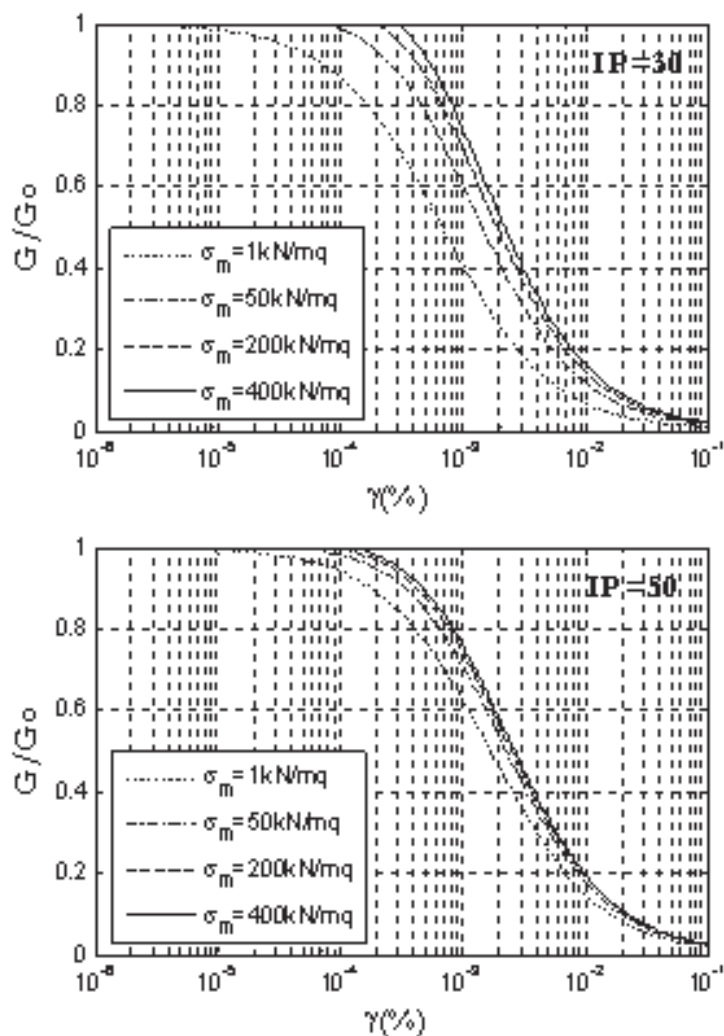 1
0.8
0.6
0.4
0.2
0
G/Go
IP=30
σm=1kN/mq
σm=50kN/mq
σm=200kN/mq
σm=400kN/mq
10⁻⁶ 10⁻⁵ 10⁻⁴ 10⁻³ 10⁻² 10⁻¹
γ(%)
1
0.8
0.6
0.4
0.2
0
G/Go
IP=50
σm=1kN/mq
σm=50kN/mq
σm=200kN/mq
σm=400kN/mq
10⁻⁶ 10⁻⁵ 10⁻⁴ 10⁻³ 10⁻² 10⁻¹
γ(%)